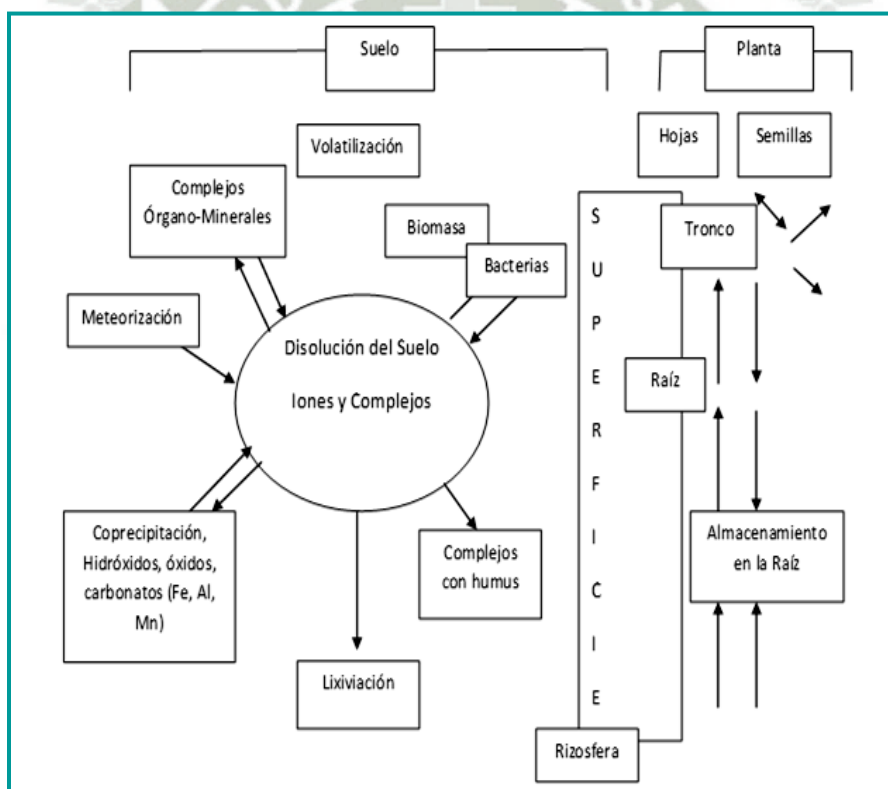 Suelo
Planta
Volatilización
Hojas
Semillas
Complejos
Órgano-Minerales
Biomasa
Bacterias
S
U
P
E
R
F
I
C
I
E
Tronco
Meteorización
Disolución del Suelo
Iones y Complejos
Raíz
Coprecipitación,
Hidróxidos, óxidos,
carbonatos (Fe, Al,
Mn)
Complejos
con humus
Almacenamiento
en la Raíz
Lixiviación
Rizosfera